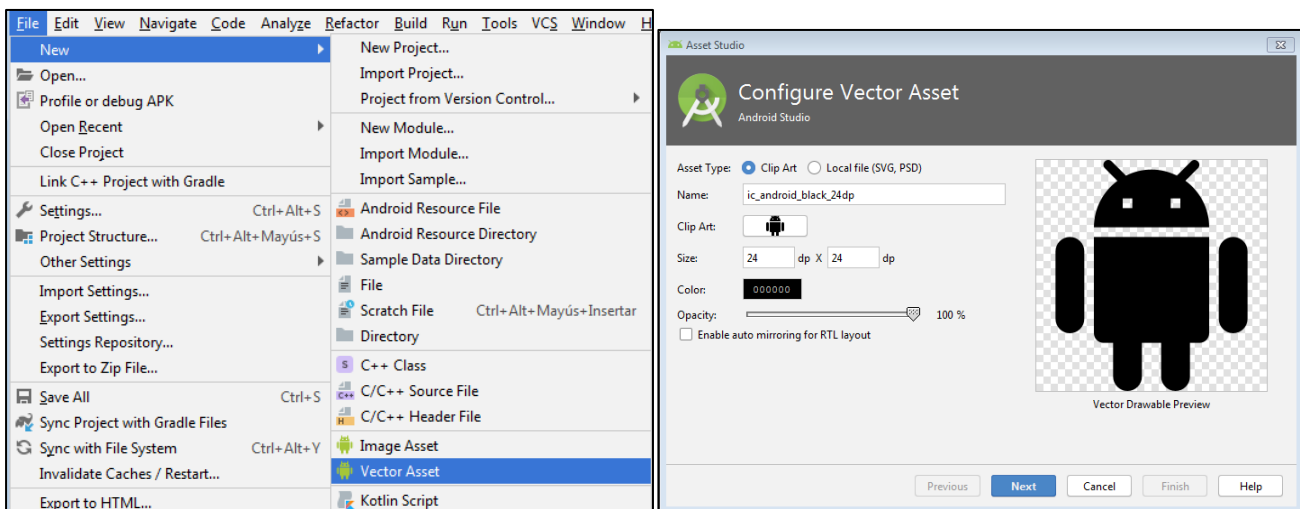 File Edit View Navigate Code Analyze Refactor Build Run Tools VCS Window H
New
Open...
Profile or debug APK
Open Recent
Close Project
Link C++ Project with Gradle
Settings... Ctrl+Alt+S
Project Structure... Ctrl+Alt+Mayús+S
Other Settings
Import Settings...
Export Settings...
Settings Repository...
Export to Zip File...
Save All Ctrl+S
Sync Project with Gradle Files
Sync with File System Ctrl+Alt+Y
Invalidate Caches / Restart...
Export to HTML...
New Project...
Import Project...
Project from Version Control...
New Module...
Import Module...
Import Sample...
Android Resource File
Android Resource Directory
Sample Data Directory
File
Scratch File Ctrl+Alt+Mayús+Insertar
Directory
S C++ Class
C++ C/C++ Source File
H C/C++ Header File
Image Asset
Vector Asset
Kotlin Script
Asset Studio
Configure Vector Asset
Android Studio
Asset Type: Clip Art Local file (SVG, PSD)
Name: ic_android_black_24dp
Clip Art:
Size: 24 dp X 24 dp
Color: 000000
Opacity: 100 %
Enable auto mirroring for RTL layout
Vector Drawable Preview
Previous Next Cancel Finish Help